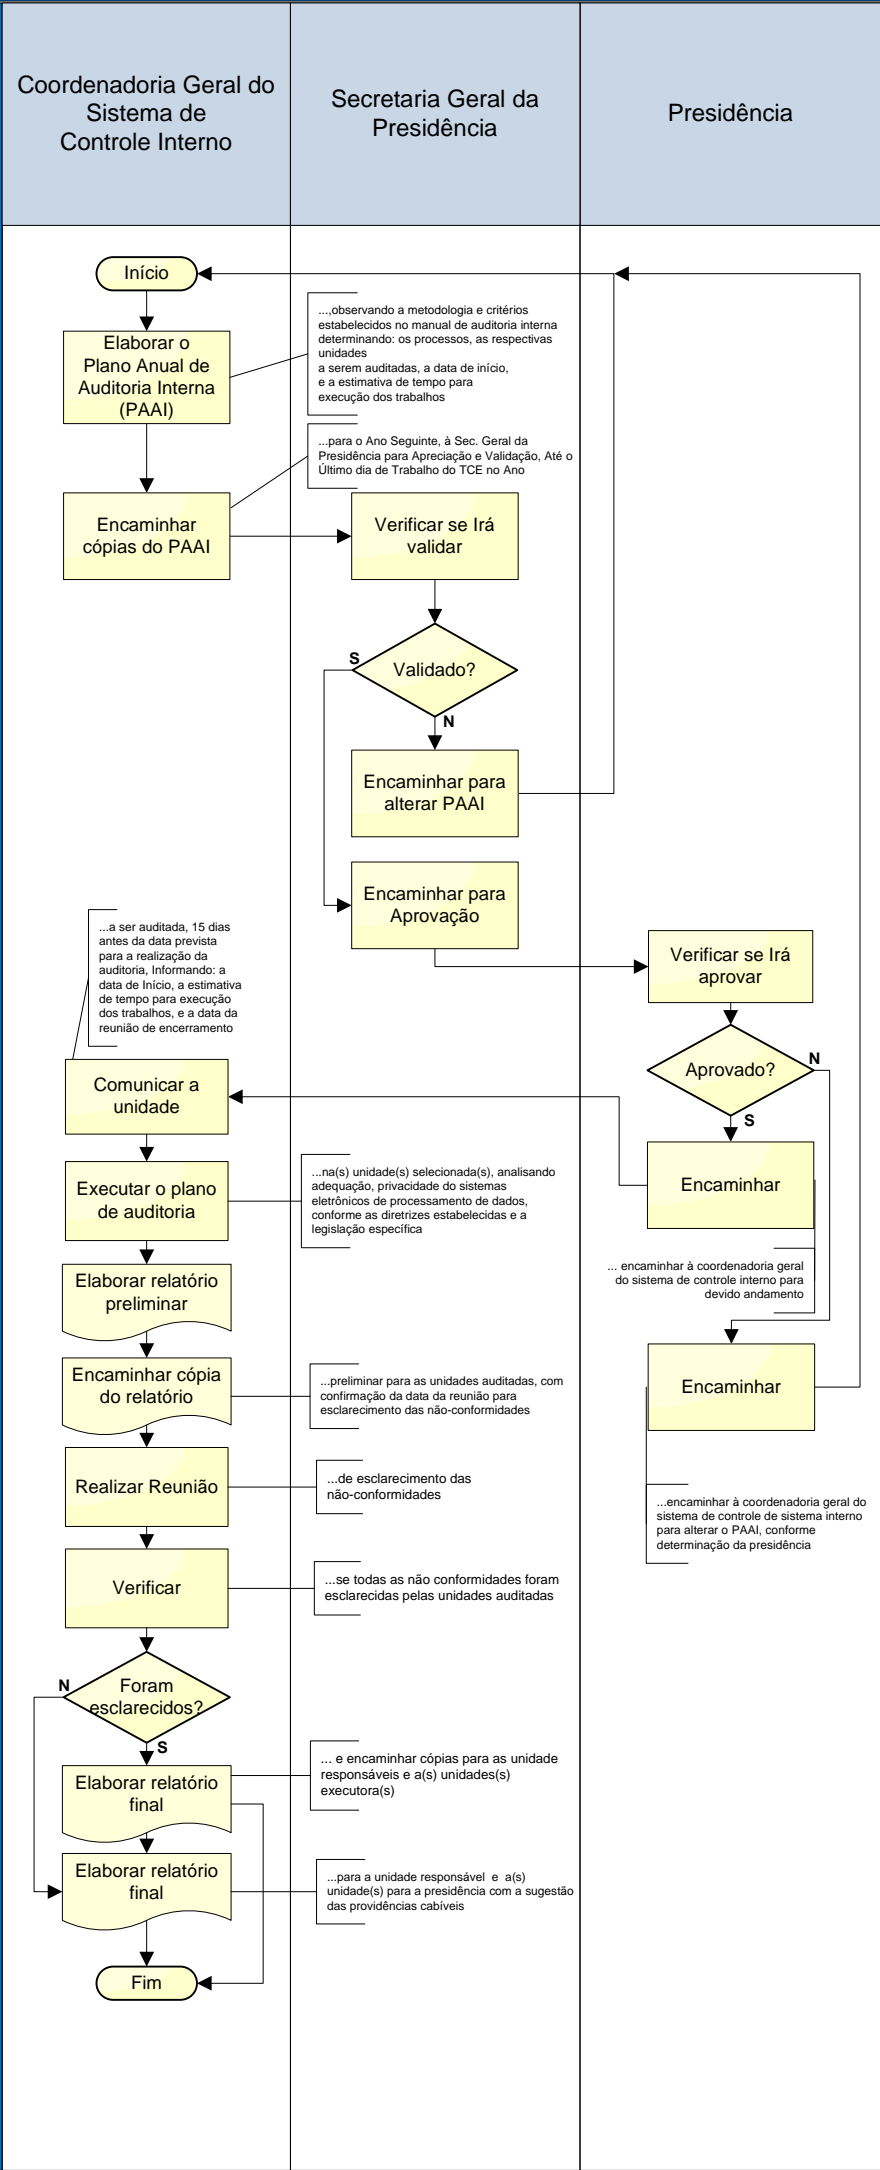 Coordenadoria Geral do
Sistema de
Controle Interno
Secretaria Geral da
Presidência
Presidência
Início
...,observando a metodologia e critérios
estabelecidos no manual de auditoria interna
determinando: os processos, as respectivas
unidades
a serem auditadas, a data de início,
e a estimativa de tempo para
execução dos trabalhos
Elaborar o
Plano Anual de
Auditoria Interna
(PAAI)
...para o Ano Seguinte, à Sec. Geral da
Presidência para Apreciação e Validação, Até o
Último dia de Trabalho do TCE no Ano
Encaminhar
cópias do PAAI
Verificar se Irá
validar
S
Validado?
N
Encaminhar para
alterar PAAI
Encaminhar para
Aprovação
...a ser auditada, 15 dias
antes da data prevista
para a realização da
auditoria, Informando: a
data de Início, a estimativa
de tempo para execução
dos trabalhos, e a data da
reunião de encerramento
Verificar se Irá
aprovar
Aprovado?
N
S
Comunicar a
unidade
Encaminhar
...na(s) unidade(s) selecionada(s), analisando
adequação, privacidade do sistemas
eletrônicos de processamento de dados,
conforme as diretrizes estabelecidas e a
legislação específica
Executar o plano
de auditoria
... encaminhar à coordenadoria geral
do sistema de controle interno para
devido andamento
Elaborar relatório
preliminar
Encaminhar
Encaminhar cópia
do relatório
...preliminar para as unidades auditadas, com
confirmação da data da reunião para
esclarecimento das não-conformidades
Realizar Reunião
...de esclarecimento das
não-conformidades
...encaminhar à coordenadoria geral do
sistema de controle de sistema interno
para alterar o PAAI, conforme
determinação da presidência
Verificar
...se todas as não conformidades foram
esclarecidas pelas unidades auditadas
N
Foram
esclarecidos?
S
Elaborar relatório
final
... e encaminhar cópias para as unidade
responsáveis e a(s) unidades(s)
executora(s)
Elaborar relatório
final
...para a unidade responsável e a(s)
unidade(s) para a presidência com a sugestão
das providências cabíveis
Fim